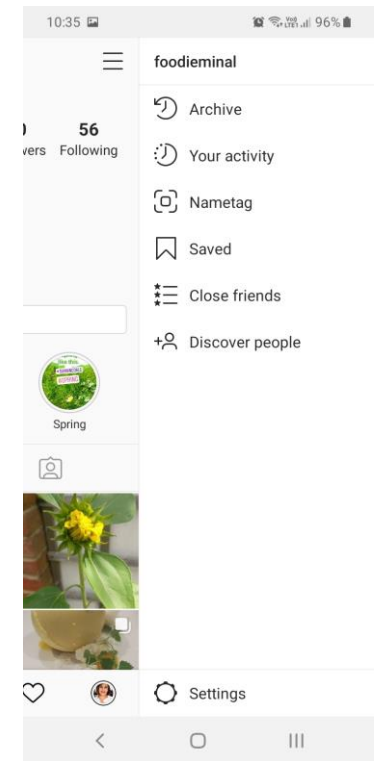 10:35
96%
foodieminal
Archive
56
Following
Your activity
Nametag
Saved
Close friends
Discover people
Spring
Settings